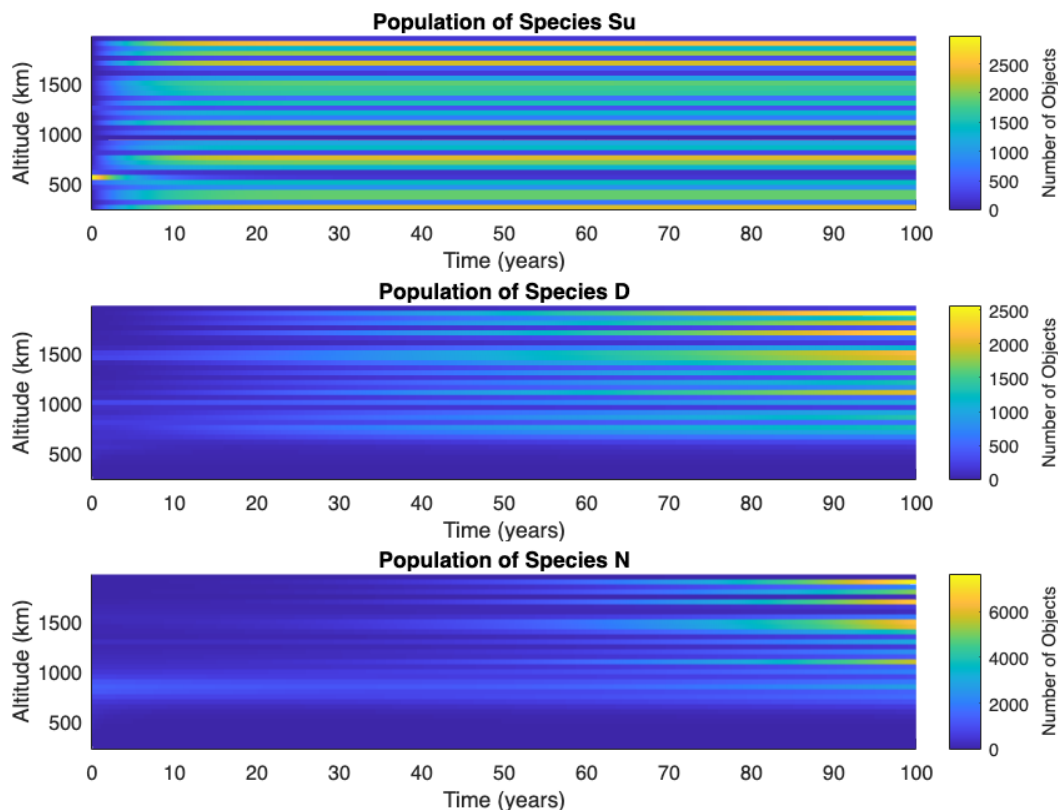 Population of Species Su
Altitude (km)
1500
1000
500
0 10 20 30 40 50 60 70 80 90 100
Time (years)
2500
2000
1500
1000
500
0
Number of Objects
Population of Species D
Altitude (km)
1500
1000
500
0 10 20 30 40 50 60 70 80 90 100
Time (years)
2500
2000
1500
1000
500
0
Number of Objects
Population of Species N
Altitude (km)
1500
1000
500
0 10 20 30 40 50 60 70 80 90 100
Time (years)
6000
4000
2000
0
Number of Objects